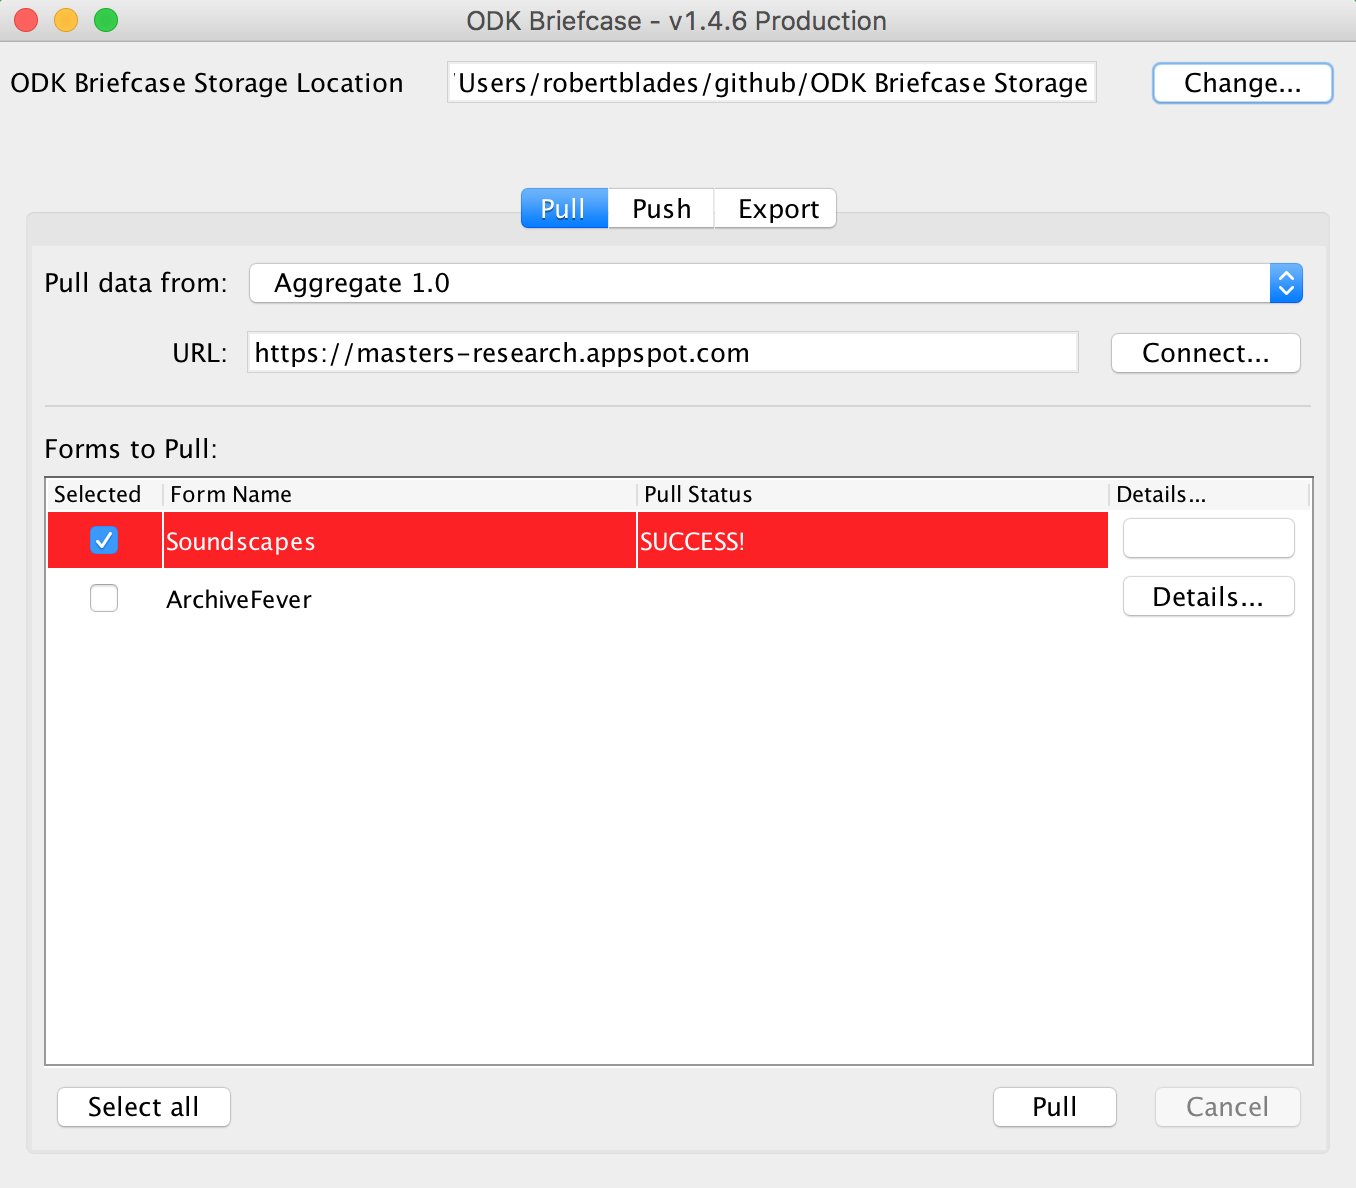 ODK Briefcase - v1.4.6 Production
ODK Briefcase Storage Location 'Users/robertblades/github/ODK Briefcase Storage Change...
Pull Push Export
Pull data from: Aggregate 1.0
URL: https://masters-research.appspot.com Connect...
Forms to Pull:
Selected Form Name Pull Status Details...
Soundscapes SUCCESS!
ArchiveFever Details...
Select all Pull Cancel